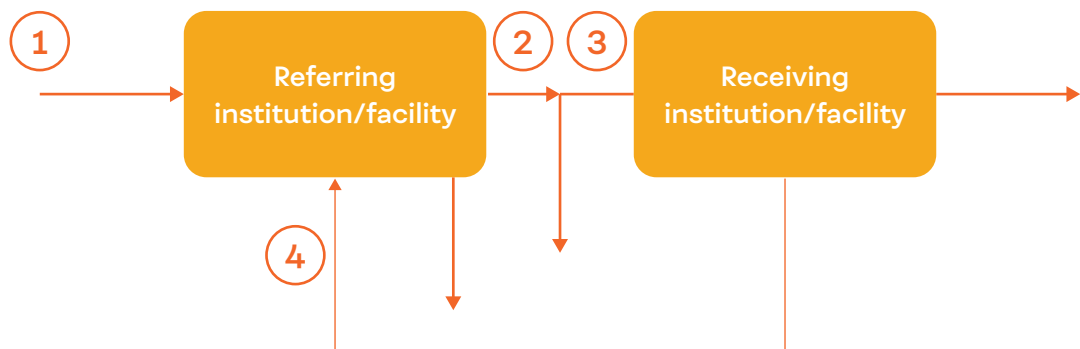 1
Referring
institution/facility
2
3
Receiving
institution/facility
4